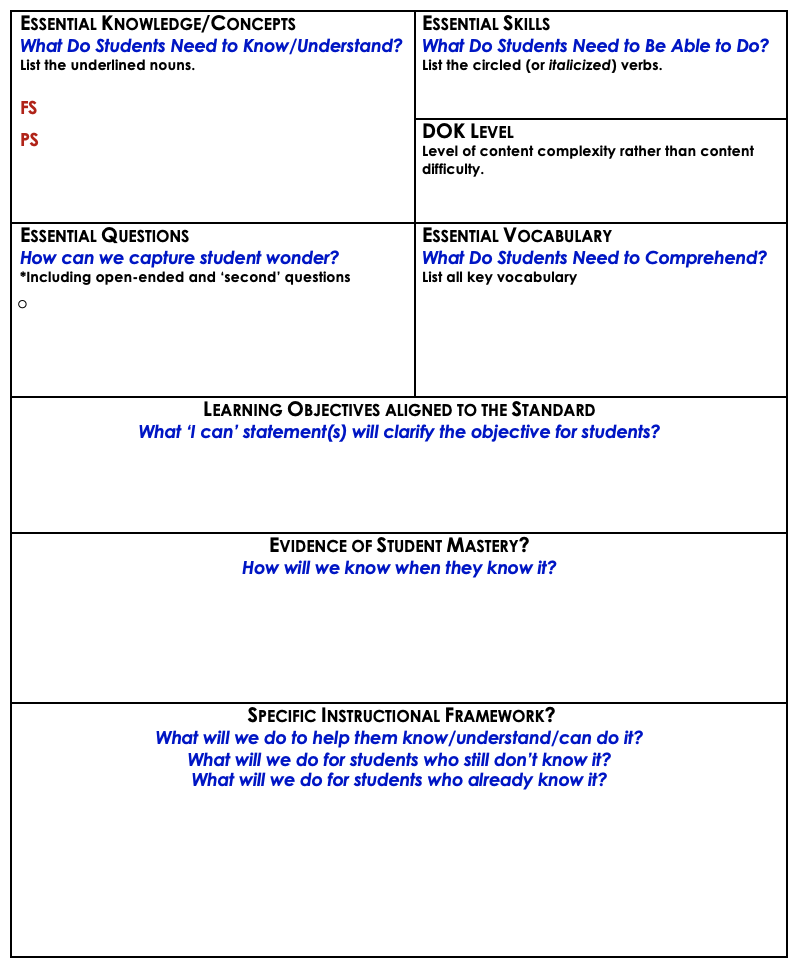 ESSENTIAL KNOWLEDGE/CONCEPTS
What Do Students Need to Know/Understand?
List the underlined nouns.
FS
PS
ESSENTIAL SKILLS
What Do Students Need to Be Able to Do?
List the circled (or italicized) verbs.
DOK LEVEL
Level of content complexity rather than content
difficulty.
ESSENTIAL QUESTIONS
How can we capture student wonder?
*Including open-ended and ‘second’ questions
o
ESSENTIAL VOCABULARY
What Do Students Need to Comprehend?
List all key vocabulary
LEARNING OBJECTIVES ALIGNED TO THE STANDARD
What ‘I can’ statement(s) will clarify the objective for students?
EVIDENCE OF STUDENT MASTERY?
How will we know when they know it?
SPECIFIC INSTRUCTIONAL FRAMEWORK?
What will we do to help them know/understand/can do it?
What will we do for students who still don’t know it?
What will we do for students who already know it?